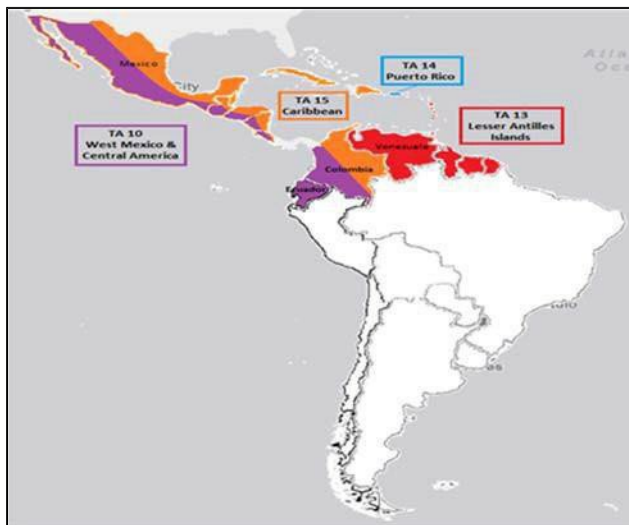 Mexico
City
TA 14
Puerto Rico
Atla
Oc
TA 15
Caribbean
TA 10
West Mexico &
Central America
TA 13
Lesser Antilles
Islands
Venezuela
Colombia
Ecuador